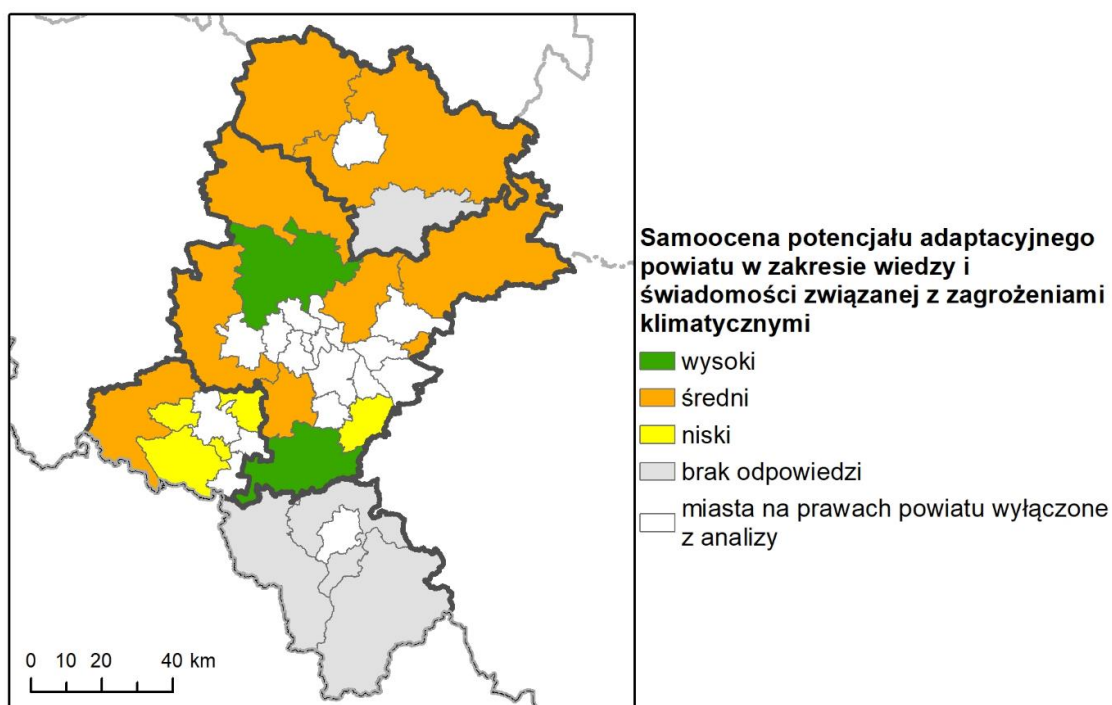 Samoocena potencjału adaptacyjnego
powiatu w zakresie wiedzy i
świadomości związanej z zagrożeniami
klimatycznymi
wysoki
średni
niski
brak odpowiedzi
miasta na prawach powiatu wyłączone
z analizy
0 10 20 40 km